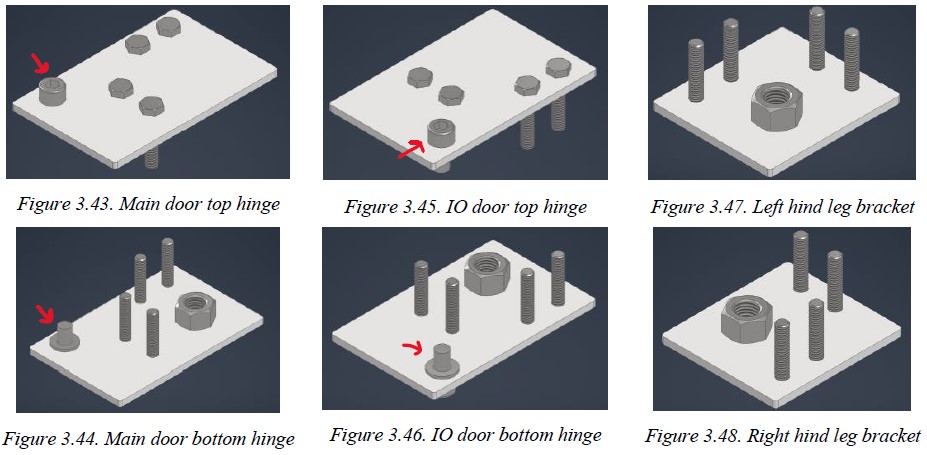 Figure 3.43. Main door top hinge
Figure 3.45. IO door top hinge
Figure 3.47. Left hind leg bracket
Figure 3.44. Main door bottom hinge
Figure 3.46. IO door bottom hinge
Figure 3.48. Right hind leg bracket